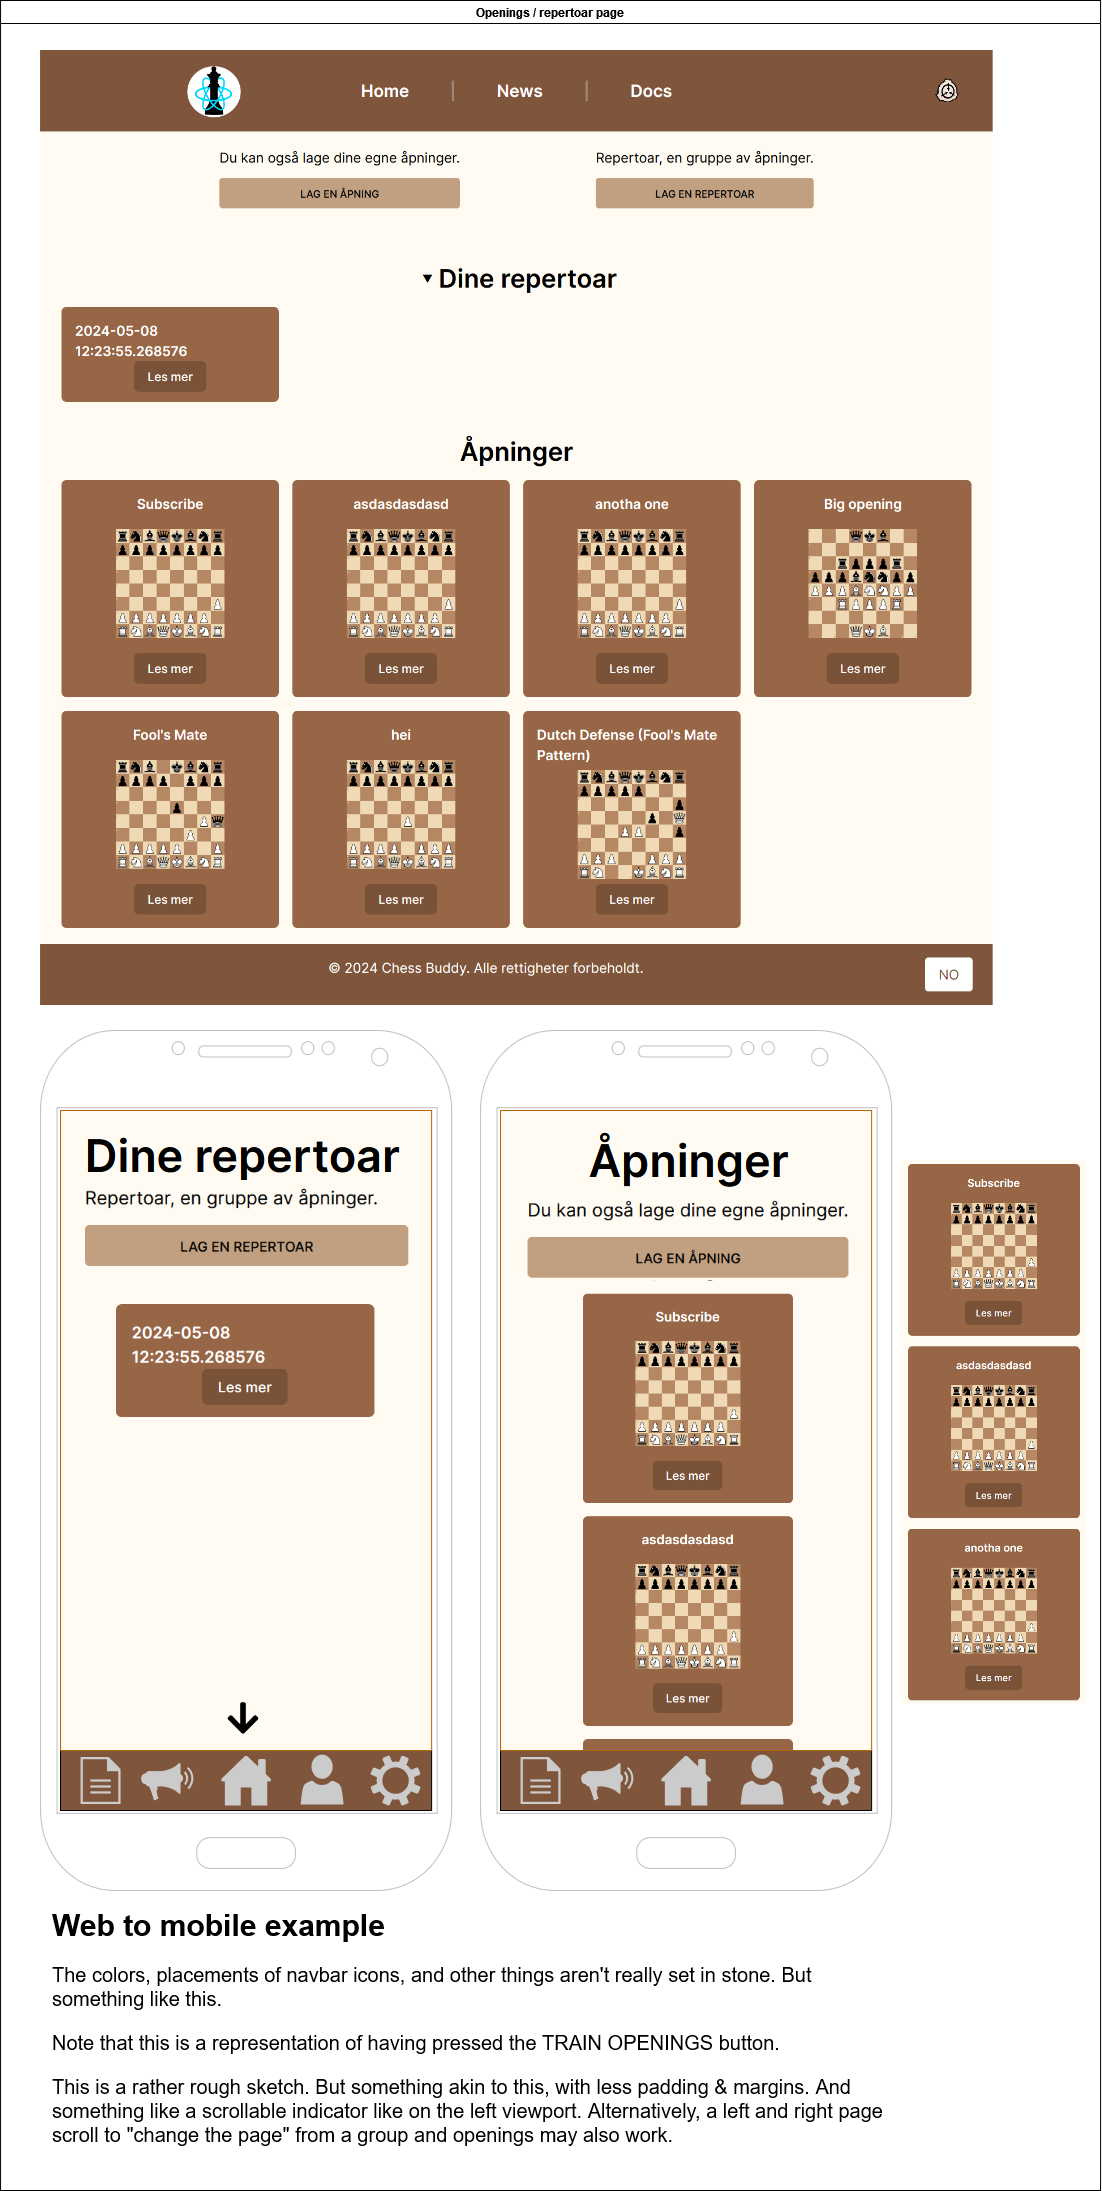 Openings / repertoar page
Home
News
Docs
Du kan også lage dine egne åpninger.
Repertoar, en gruppe av åpninger.
LAG EN ÅPNING
LAG EN REPERTOAR
Dine repertoar
2024-05-08
12:23:55.268576
Les mer
Åpninger
Subscribe
asdasdasdasd
anotha one
Big opening
Les mer
Les mer
Les mer
Les mer
Fool's Mate
hei
Dutch Defense (Fool's Mate
Pattern)
Les mer
Les mer
Les mer
© 2024 Chess Buddy. Alle rettigheter forbeholdt.
NO
Dine repertoar
Repertoar, en gruppe av åpninger.
LAG EN REPERTOAR
2024-05-08
12:23:55.268576
Les mer
Åpninger
Du kan også lage dine egne åpninger.
LAG EN ÅPNING
Subscribe
Les mer
asdasdasdasd
Les mer
Subscribe
Les mer
asdasdasdasd
Les mer
anotha one
Les mer
Web to mobile example
The colors, placements of navbar icons, and other things aren't really set in stone. But
something like this.
Note that this is a representation of having pressed the TRAIN OPENINGS button.
This is a rather rough sketch. But something akin to this, with less padding & margins. And
something like a scrollable indicator like on the left viewport. Alternatively, a left and right page
scroll to "change the page" from a group and openings may also work.